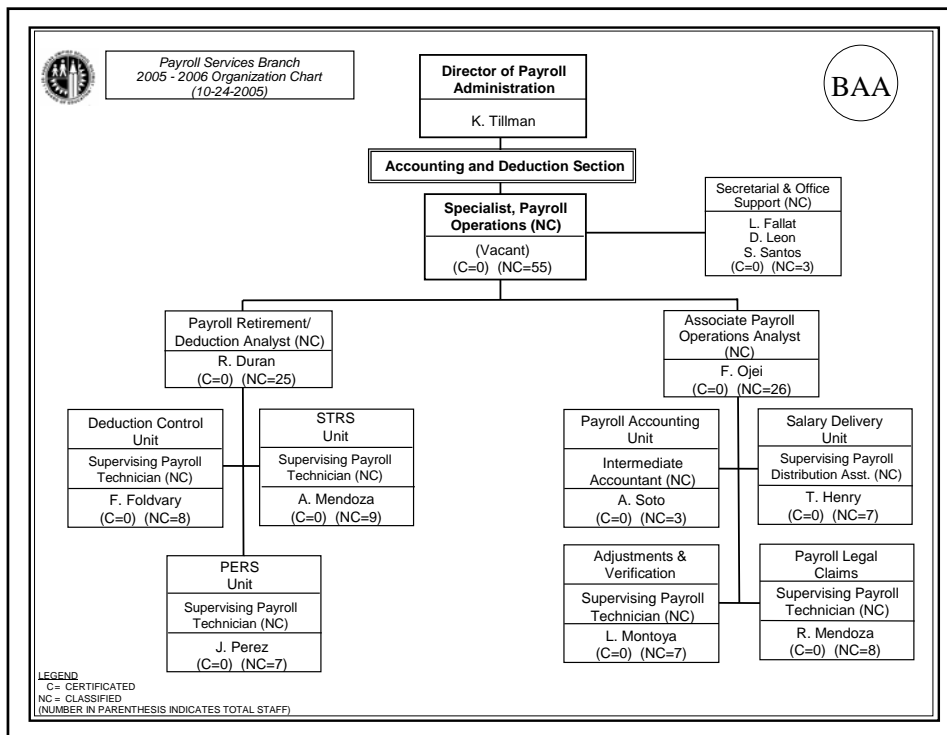 Payroll Services Branch
2005 - 2006 Organization Chart
(10-24-2005)
Director of Payroll
Administration
K. Tillman
BAA
Accounting and Deduction Section
Specialist, Payroll
Operations (NC)
(Vacant)
(C=0) (NC=55)
Secretarial & Office
Support (NC)
L. Fallat
D. Leon
S. Santos
(C=0) (NC=3)
Payroll Retirement/
Deduction Analyst (NC)
R. Duran
(C=0) (NC=25)
Associate Payroll
Operations Analyst
(NC)
F. Ojei
(C=0) (NC=26)
Deduction Control
Unit
Supervising Payroll
Technician (NC)
F. Foldvary
(C=0) (NC=8)
STRS
Unit
Supervising Payroll
Technician (NC)
A. Mendoza
(C=0) (NC=9)
Payroll Accounting
Unit
Intermediate
Accountant (NC)
A. Soto
(C=0) (NC=3)
Salary Delivery
Unit
Supervising Payroll
Distribution Asst. (NC)
T. Henry
(C=0) (NC=7)
PERS
Unit
Supervising Payroll
Technician (NC)
J. Perez
(C=0) (NC=7)
Adjustments &
Verification
Supervising Payroll
Technician (NC)
L. Montoya
(C=0) (NC=7)
Payroll Legal
Claims
Supervising Payroll
Technician (NC)
R. Mendoza
(C=0) (NC=8)
LEGEND
C= CERTIFICATED
NC = CLASSIFIED
(NUMBER IN PARENTHESIS INDICATES TOTAL STAFF)